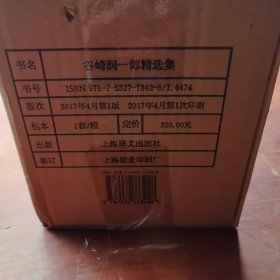 书名 谷崎润一郎精选集
书号 ISBN 978-7-5327-7342-8/I.4474
版次 2017年4月第1版 2017年4月第1次印刷
包本 1套/箱 定价 320.00元
出版 上海译文出版社
装订 上海偕老印刷厂